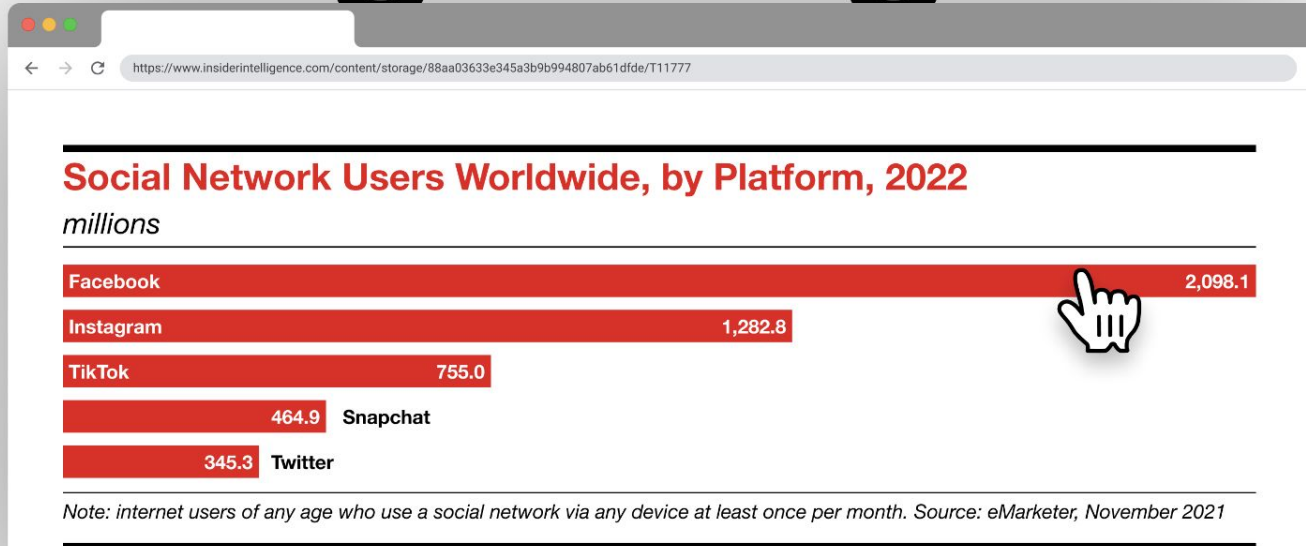 https://www.insiderintelligence.com/content/storage/88aa03633e345a3b9b994807ab61dfde/T11777
Social Network Users Worldwide, by Platform, 2022
millions
Facebook 2,098.1
Instagram 1,282.8
TikTok 755.0
464.9 Snapchat
345.3 Twitter
Note: internet users of any age who use a social network via any device at least once per month. Source: eMarketer, November 2021